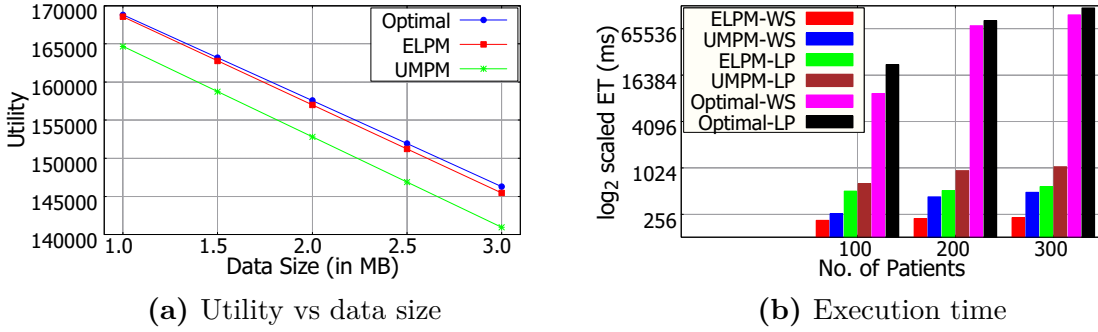 170000
165000
160000
155000
150000
145000
140000
Utility
Optimal
ELPM
UMPM
1.0 1.5 2.0 2.5 3.0
Data Size (in MB)
(a) Utility vs data size
65536
16384
4096
1024
256
log₂ scaled ET (ms)
ELPM-WS
UMPM-WS
ELPM-LP
UMPM-LP
Optimal-WS
Optimal-LP
100 200 300
No. of Patients
(b) Execution time